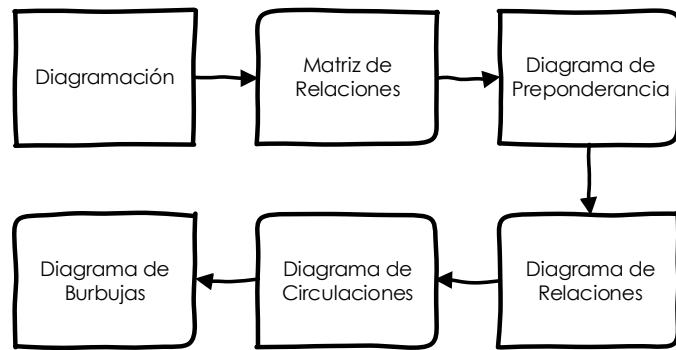 Diagramación
Matriz de
Relaciones
Diagrama de
Preponderancia
Diagrama de
Relaciones
Diagrama de
Circulaciones
Diagrama de
Burbujas